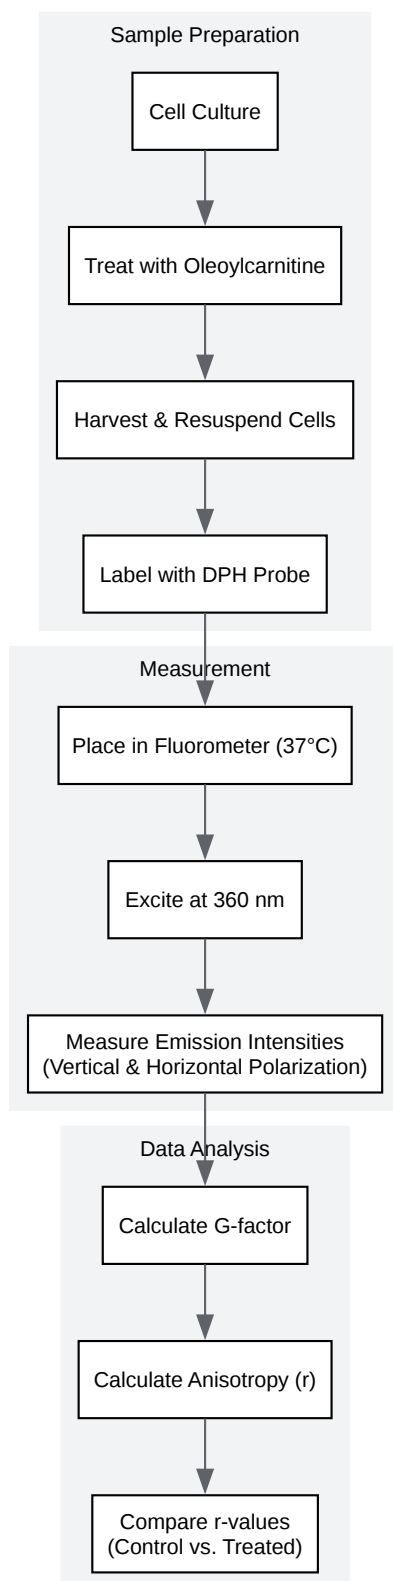 Sample Preparation
Cell Culture
Treat with Oleoylcarnitine
Harvest & Resuspend Cells
Label with DPH Probe
Measurement
Place in Fluorometer (37°C)
Excite at 360 nm
Measure Emission Intensities
(Vertical & Horizontal Polarization)
Data Analysis
Calculate G-factor
Calculate Anisotropy (r)
Compare r-values
(Control vs. Treated)